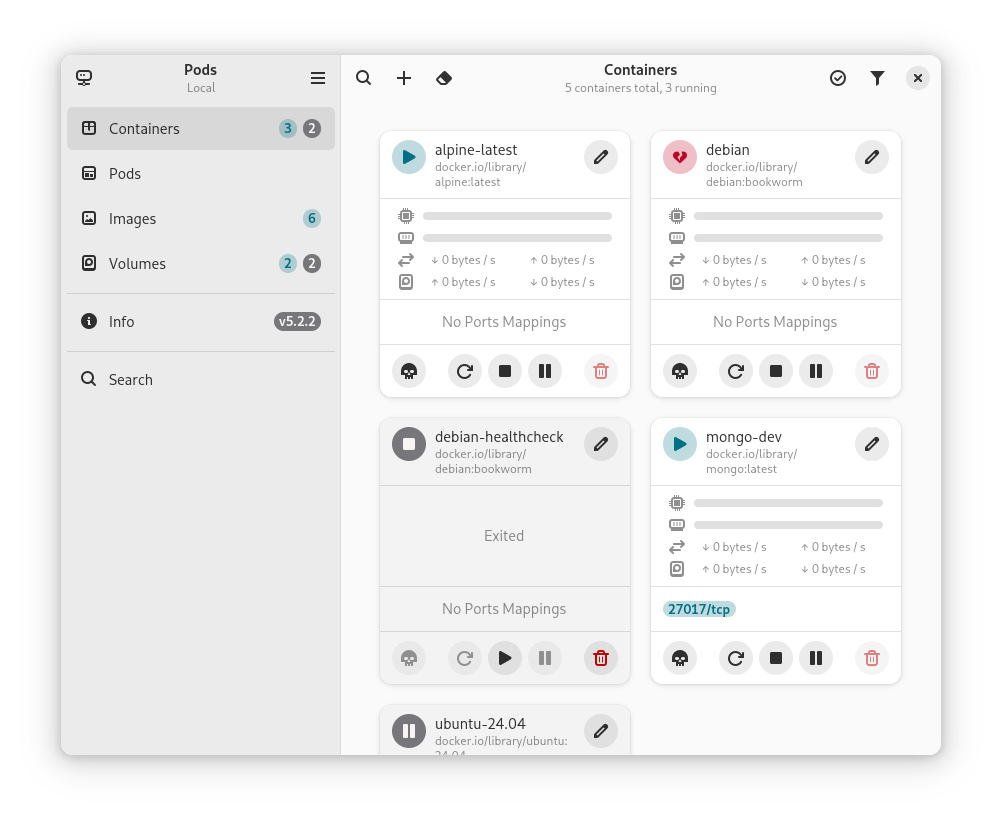 Pods
Local
Containers
3 2
Pods
Images
6
Volumes
2 2
Info
v5.2.2
Search
Containers
5 containers total, 3 running
alpine-latest
docker.io/library/
alpine:latest
↓ 0 bytes / s ↑ 0 bytes / s
↑ 0 bytes / s ↓ 0 bytes / s
No Ports Mappings
debian
docker.io/library/
debian:bookworm
↓ 0 bytes / s ↑ 0 bytes / s
↑ 0 bytes / s ↓ 0 bytes / s
No Ports Mappings
debian-healthcheck
docker.io/library/
debian:bookworm
Exited
No Ports Mappings
mongo-dev
docker.io/library/
mongo:latest
↓ 0 bytes / s ↑ 0 bytes / s
↑ 0 bytes / s ↓ 0 bytes / s
27017/tcp
ubuntu-24.04
docker.io/library/ubuntu:
24.04